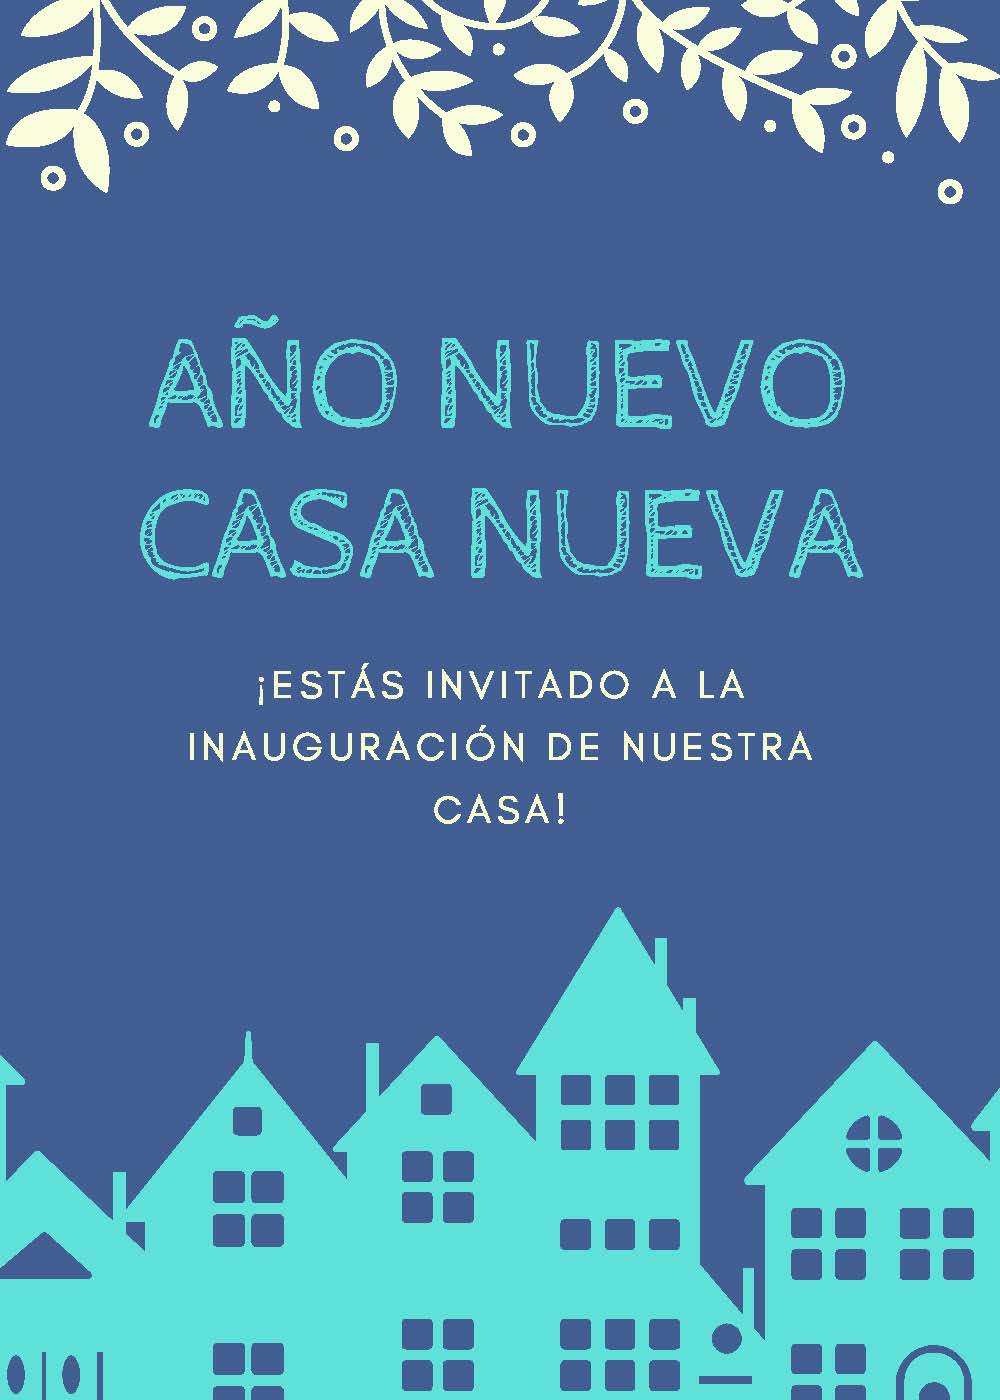 AÑO NUEVO
CASA NUEVA
¡ESTÁS INVITADO A LA
INAUGURACIÓN DE NUESTRA
CASA!